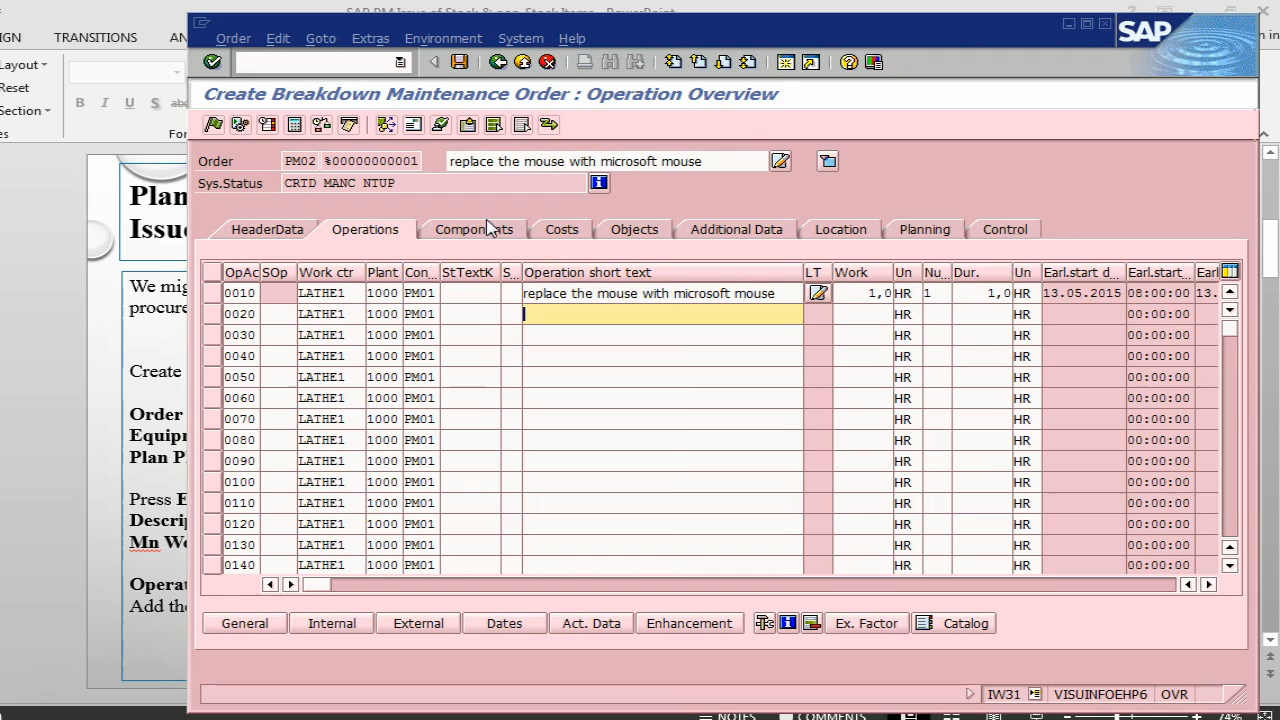 SAP PM Issue of Stock & non-Stock Items - PowerPoint
IGN TRANSITIONS AN
Layout
Reset
Section
B I U S abc
For
Plan
Issue
We mig
procure
Create
Order
Equipm
Plan Pl
Press E
Descrip
Mn Wo
Operat
Add the
Order Edit Goto Extras Environment System Help
SAP
Create Breakdown Maintenance Order : Operation Overview
Order PM02 %00000000001 replace the mouse with microsoft mouse
Sys.Status CRTD MANC NTUP
HeaderData Operations Components Costs Objects Additional Data Location Planning Control
OpAc SOp Work ctr Plant Con... StTextK S... Operation short text LT Work Un Nu... Dur. Un Earl.start d... Earl.start... Earl
0010 LATHE1 1000 PM01 replace the mouse with microsoft mouse 1,0 HR 1 1,0 HR 13.05.2015 08:00:00 13.
0020 LATHE1 1000 PM01 HR HR 00:00:00
0030 LATHE1 1000 PM01 HR HR 00:00:00
0040 LATHE1 1000 PM01 HR HR 00:00:00
0050 LATHE1 1000 PM01 HR HR 00:00:00
0060 LATHE1 1000 PM01 HR HR 00:00:00
0070 LATHE1 1000 PM01 HR HR 00:00:00
0080 LATHE1 1000 PM01 HR HR 00:00:00
0090 LATHE1 1000 PM01 HR HR 00:00:00
0100 LATHE1 1000 PM01 HR HR 00:00:00
0110 LATHE1 1000 PM01 HR HR 00:00:00
0120 LATHE1 1000 PM01 HR HR 00:00:00
0130 LATHE1 1000 PM01 HR HR 00:00:00
0140 LATHE1 1000 PM01 HR HR 00:00:00
General Internal External Dates Act. Data Enhancement Ex. Factor Catalog
IW31 VISUINFOEHP6 OVR
NOTES COMMENTS 74%